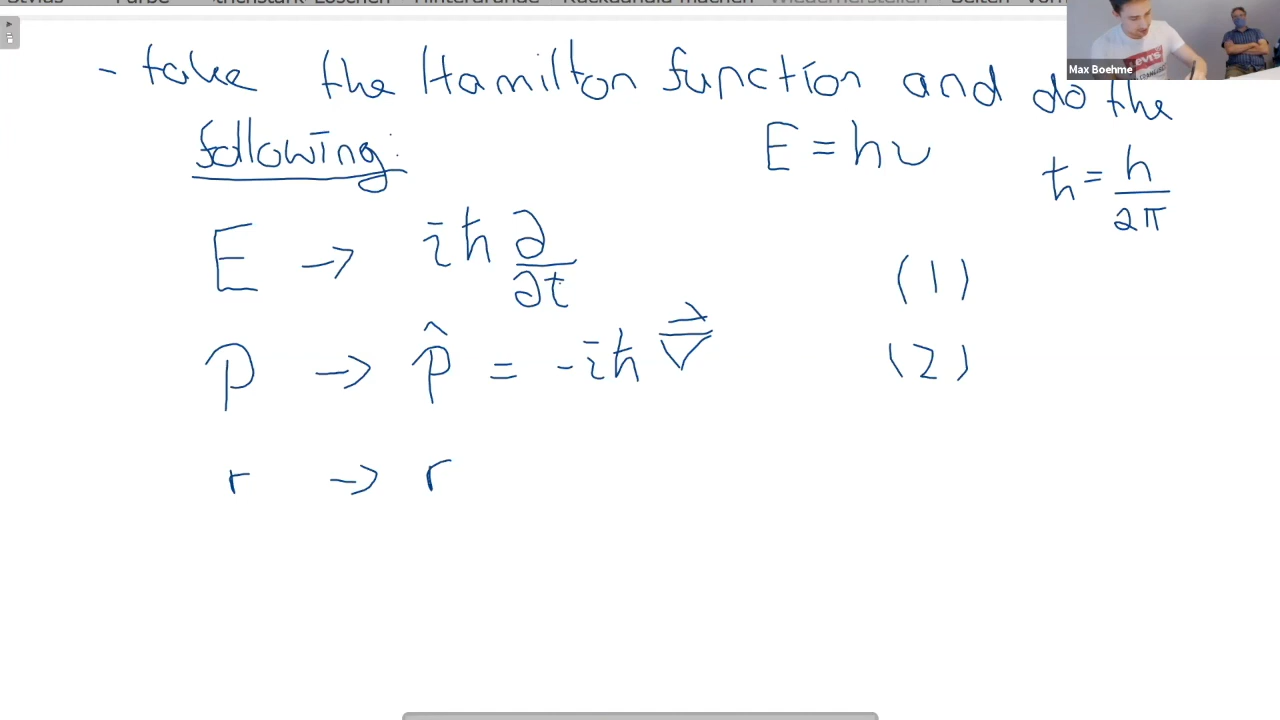 Max Boehme
- take the Hamilton function and do the
following:
E = hν
ħ = h / 2π
E → iħ ∂/∂t (1)
p → p̂ = -iħ ∇⃗ (2)
r → r